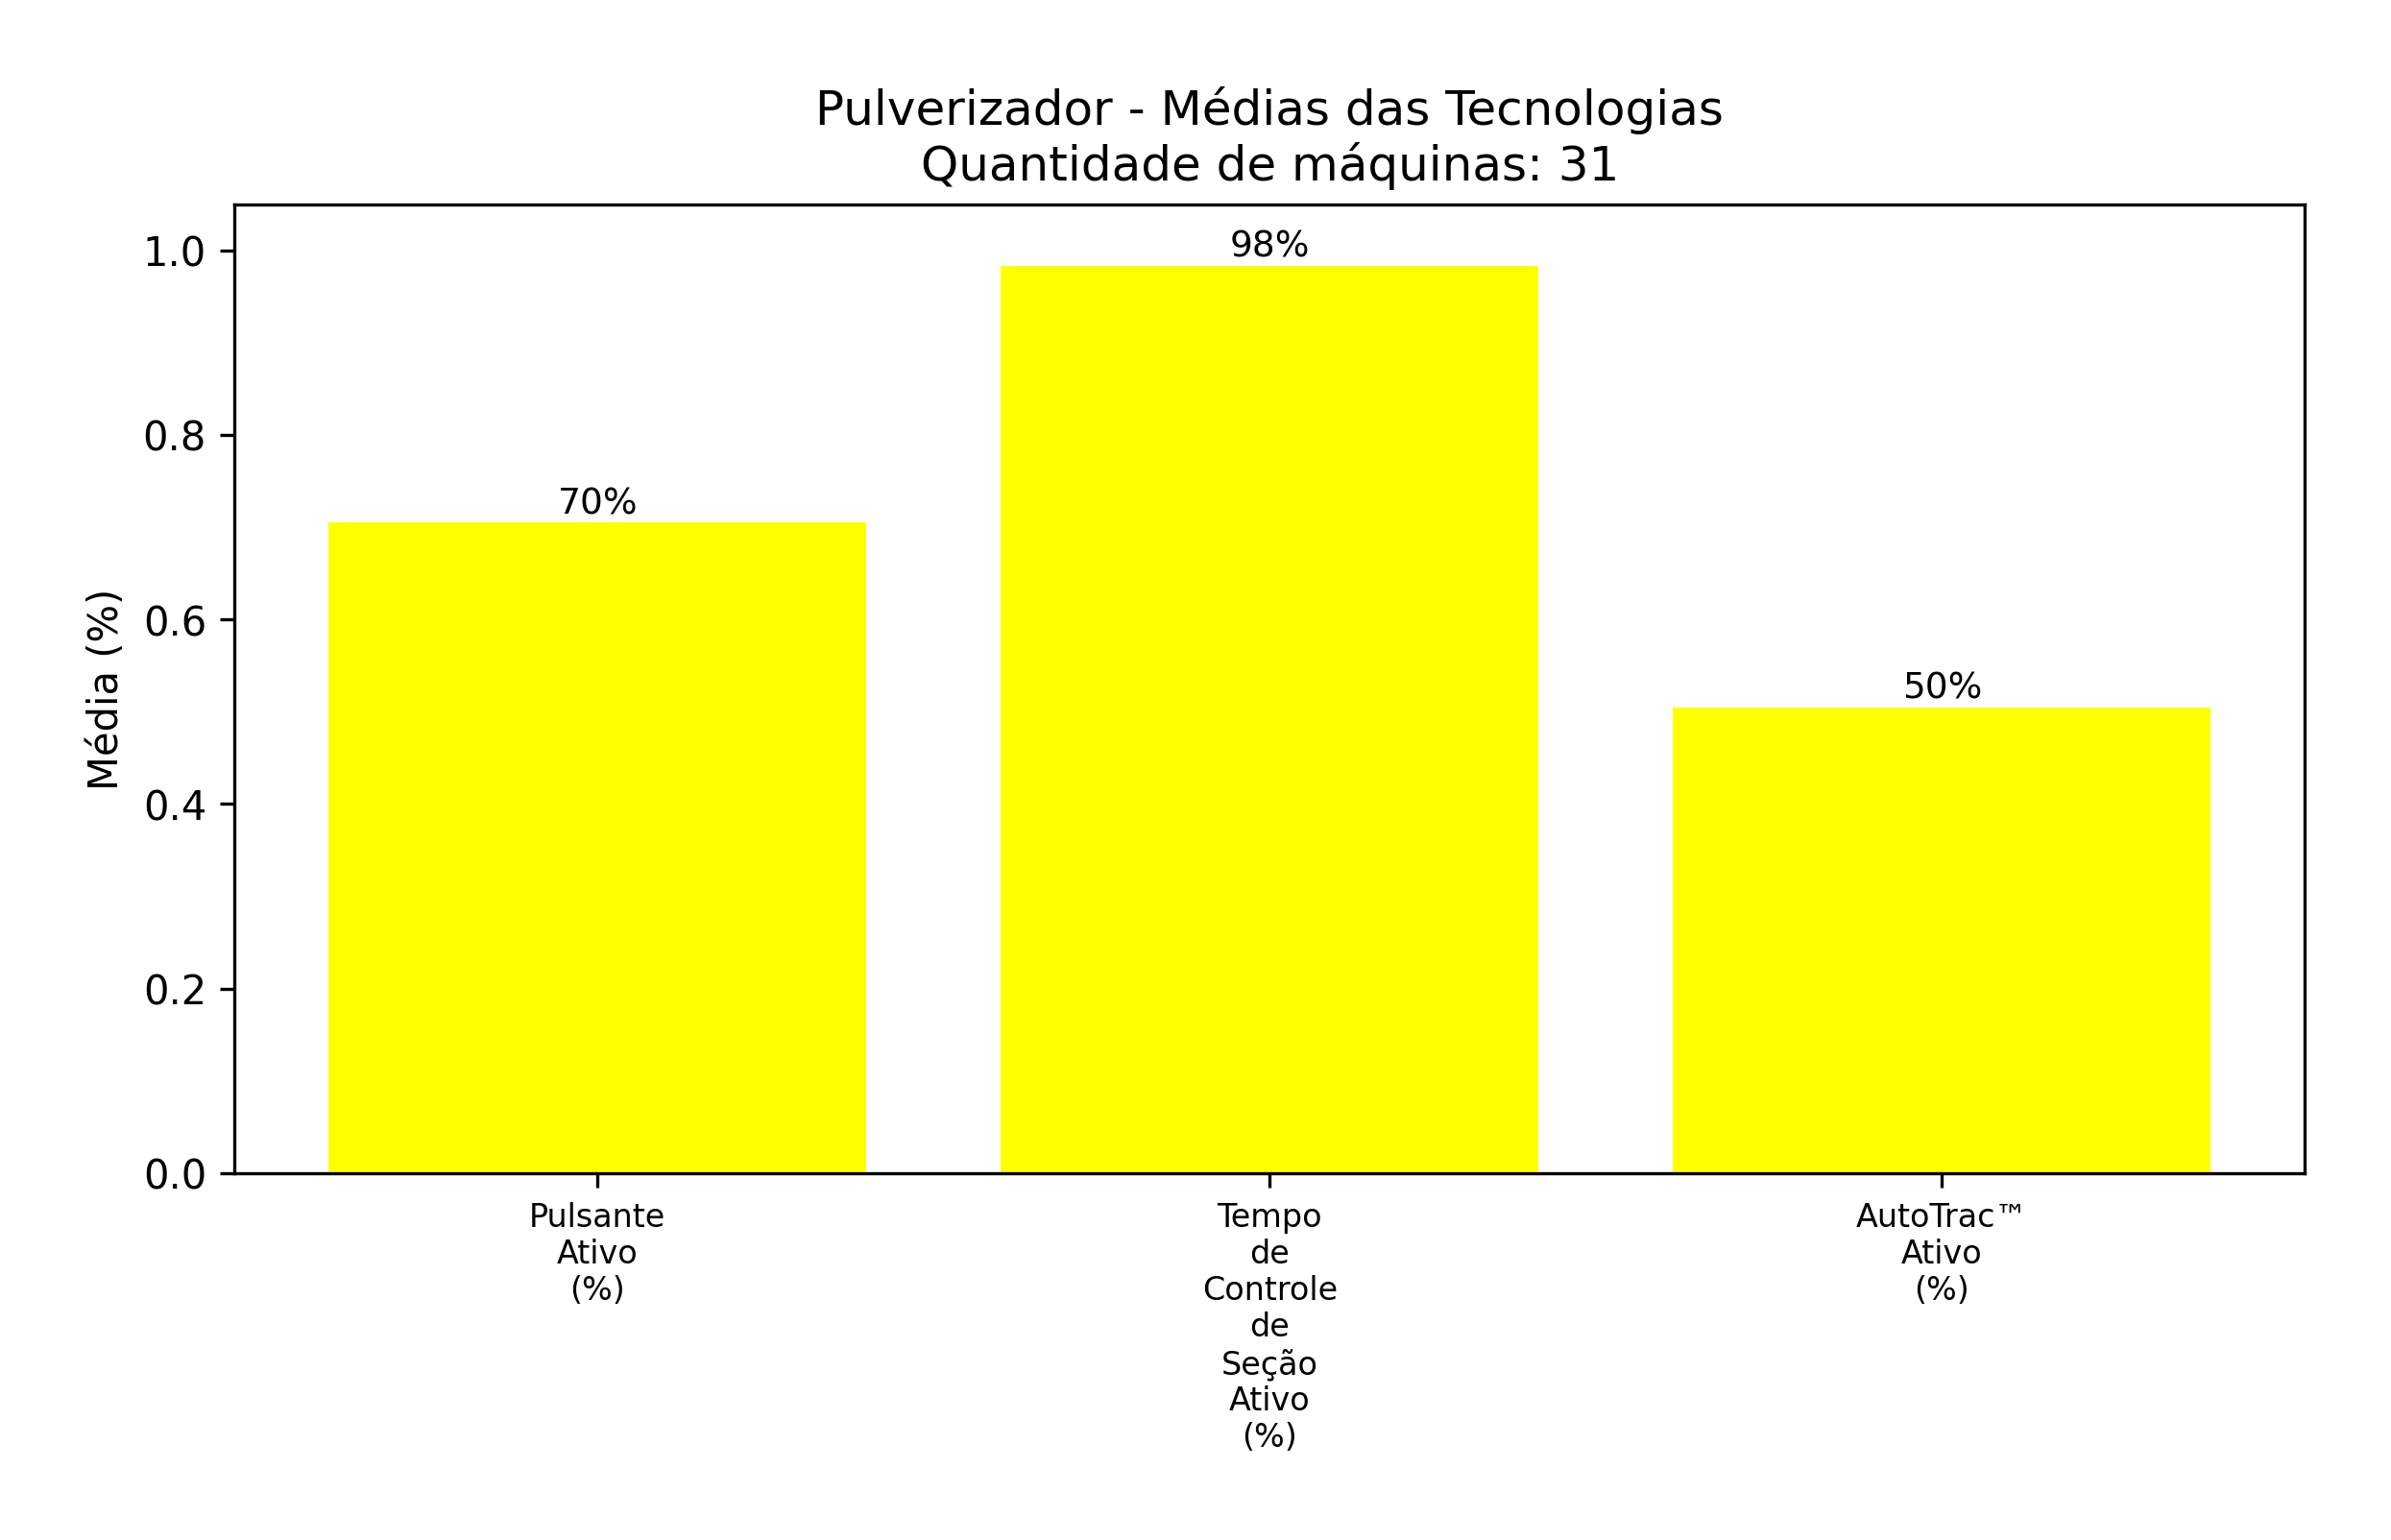 Pulverizador - Médias das Tecnologias
Quantidade de máquinas: 31
1.0
0.8
0.6
0.4
0.2
0.0
Média (%)
70%
98%
50%
Pulsante
Ativo
(%)
Tempo
de
Controle
de
Seção
Ativo
(%)
AutoTrac™
Ativo
(%)